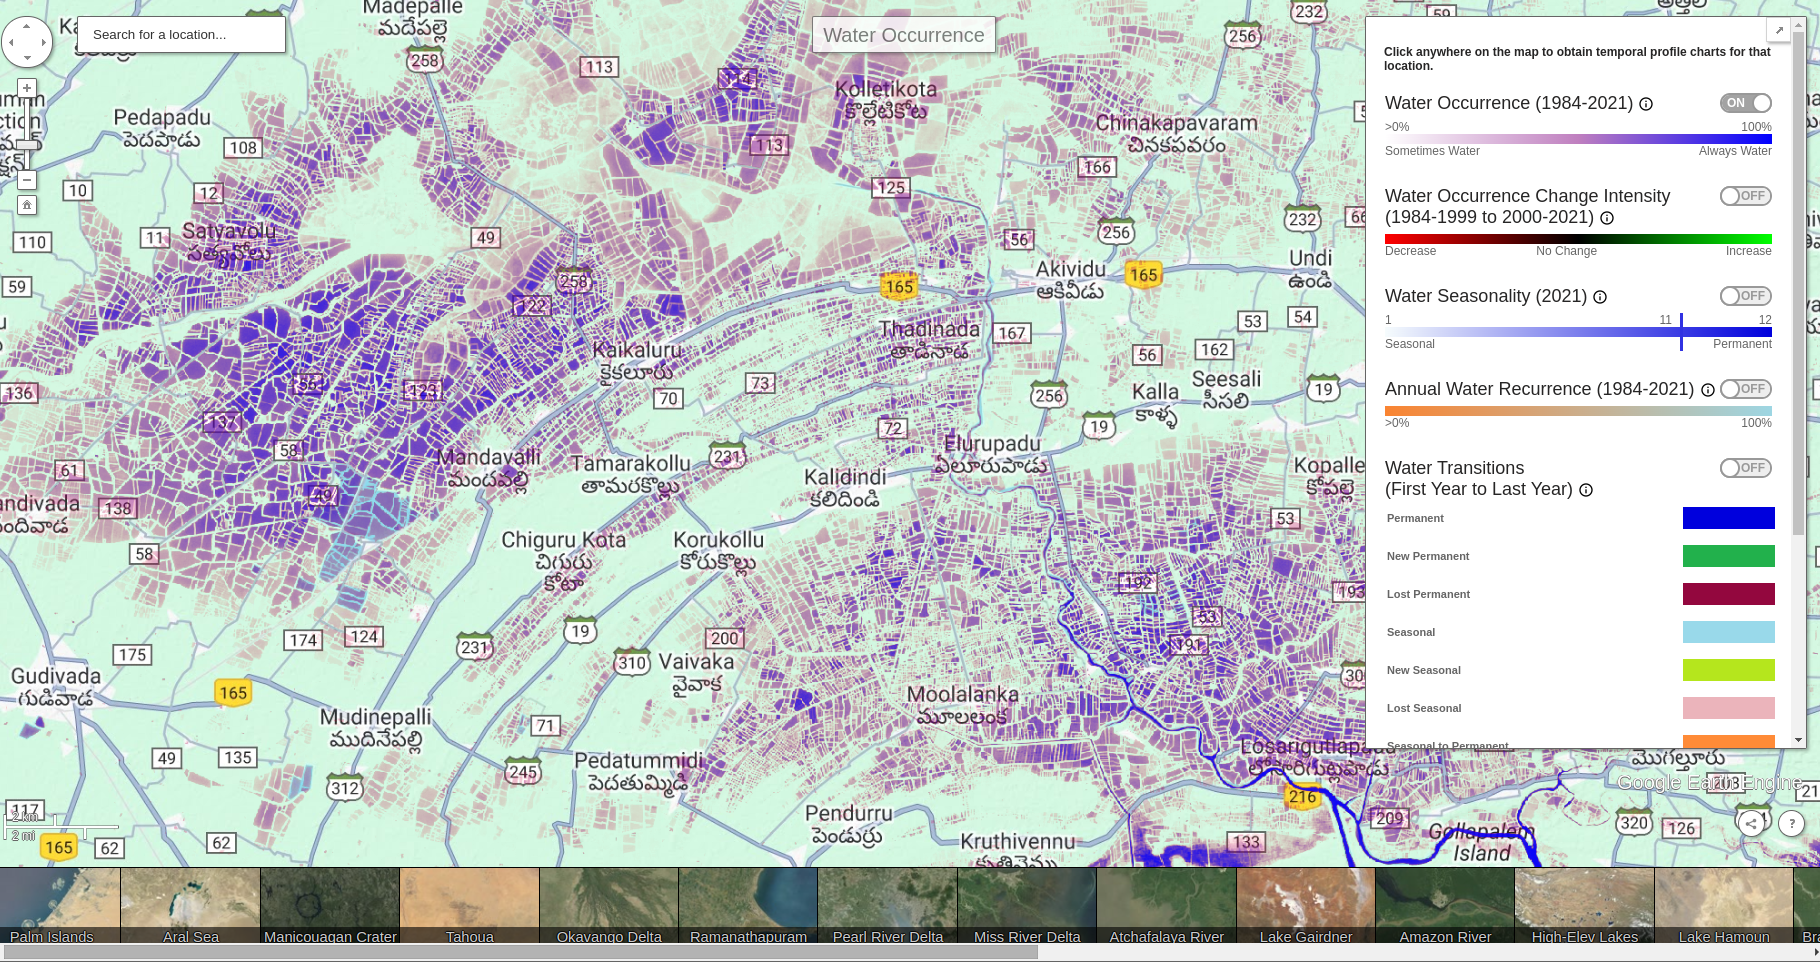 Search for a location...
Water Occurrence
Click anywhere on the map to obtain temporal profile charts for that
location.
Water Occurrence (1984-2021)
ON
>0%
100%
Sometimes Water
Always Water
Water Occurrence Change Intensity
(1984-1999 to 2000-2021)
OFF
Decrease
No Change
Increase
Water Seasonality (2021)
OFF
1
11
12
Seasonal
Permanent
Annual Water Recurrence (1984-2021)
OFF
>0%
100%
Water Transitions
(First Year to Last Year)
OFF
Permanent
New Permanent
Lost Permanent
Seasonal
New Seasonal
Lost Seasonal
Seasonal to Permanent
Madepalle
మాదేపల్లె
258
113
114
232
59
256
Kolletikota
కొల్లేటికోట
Pedapadu
పెదపాడు
108
113
Chinakapavaram
చినకపవరం
166
10
12
125
Satyavolu
సత్యవోలు
110
11
49
56
256
232
66
258
Akividu
ఆకివీడు
165
Undi
ఉండి
59
122
165
Thadinada
తాడినాడ
167
53
54
Kaikaluru
కైకలూరు
56
162
136
56
123
70
73
256
Kalla
కాళ్ళ
Seesali
సీసలి
19
137
58
72
19
Elurupadu
ఏలూరుపాడు
61
Mandavalli
మండవల్లి
231
Tamarakollu
తామరకొల్లు
Kalidindi
కలిదిండి
Kopalle
కోపల్లె
138
49
53
58
Chiguru Kota
చిగురు
కోటా
Korukollu
కోరుకొల్లు
192
193
53
174
124
231
19
200
191
175
310
Vaivaka
వైవాక
30
Gudivada
గుడివాడ
165
Moolalanka
మూలలంక
Mudinepalli
ముదినేపల్లి
71
49
135
245
Pedatummidi
పెదతుమ్మిడి
Losarigutlapadu
లోసారిగుట్లపాడు
మొగల్తూరు
Google Earth Engine
312
216
209
117
2 km
2 mi
165
62
62
Pendurru
పెండుర్రు
Kruthivennu
133
Gollapalem
Island
320
126
?
Palm Islands
Aral Sea
Manicouagan Crater
Tahoua
Okavango Delta
Ramanathapuram
Pearl River Delta
Miss River Delta
Atchafalaya River
Lake Gairdner
Amazon River
High-Elev Lakes
Lake Hamoun